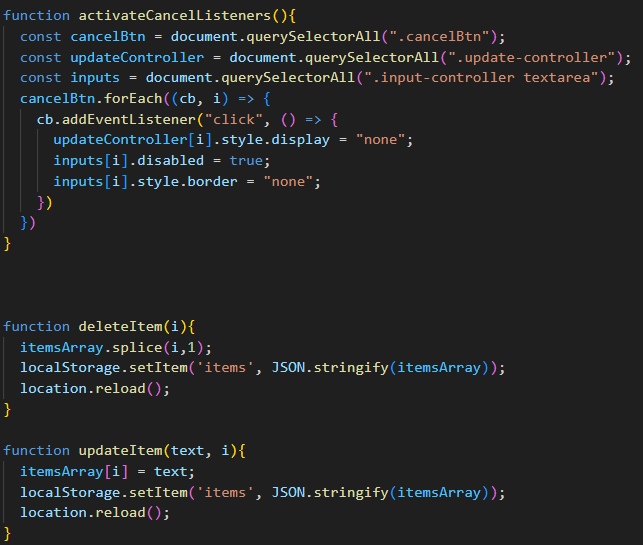 function activateCancelListeners(){
  const cancelBtn = document.querySelectorAll(".cancelBtn");
  const updateController = document.querySelectorAll(".update-controller");
  const inputs = document.querySelectorAll(".input-controller textarea");
  cancelBtn.forEach((cb, i) => {
    cb.addEventListener("click", () => {
      updateController[i].style.display = "none";
      inputs[i].disabled = true;
      inputs[i].style.border = "none";
    })
  })
}
function deleteItem(i){
  itemsArray.splice(i,1);
  localStorage.setItem('items', JSON.stringify(itemsArray));
  location.reload();
}
function updateItem(text, i){
  itemsArray[i] = text;
  localStorage.setItem('items', JSON.stringify(itemsArray));
  location.reload();
}